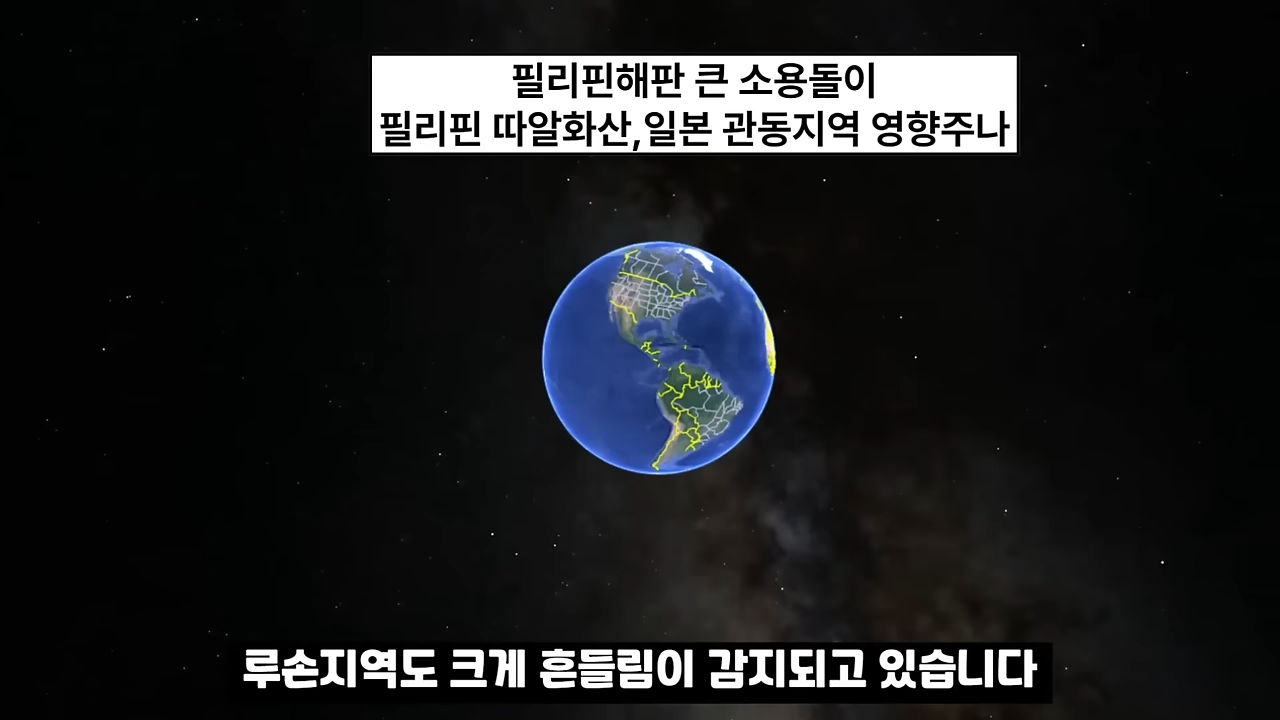 필리핀해판 큰 소용돌이
필리핀 따알화산,일본 관동지역 영향주나
루손지역도 크게 흔들림이 감지되고 있습니다